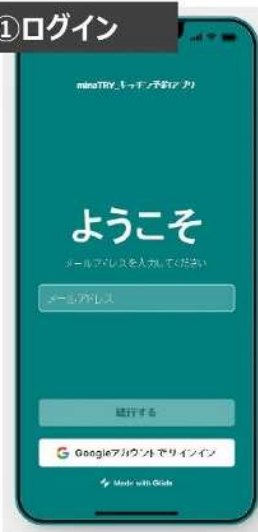 ①ログイン
minaTRY_キッチン予約アプリ
ようこそ
メールアドレスを入力してください
メールアドレス
続行する
Googleアカウントでサインイン
Made with Glide